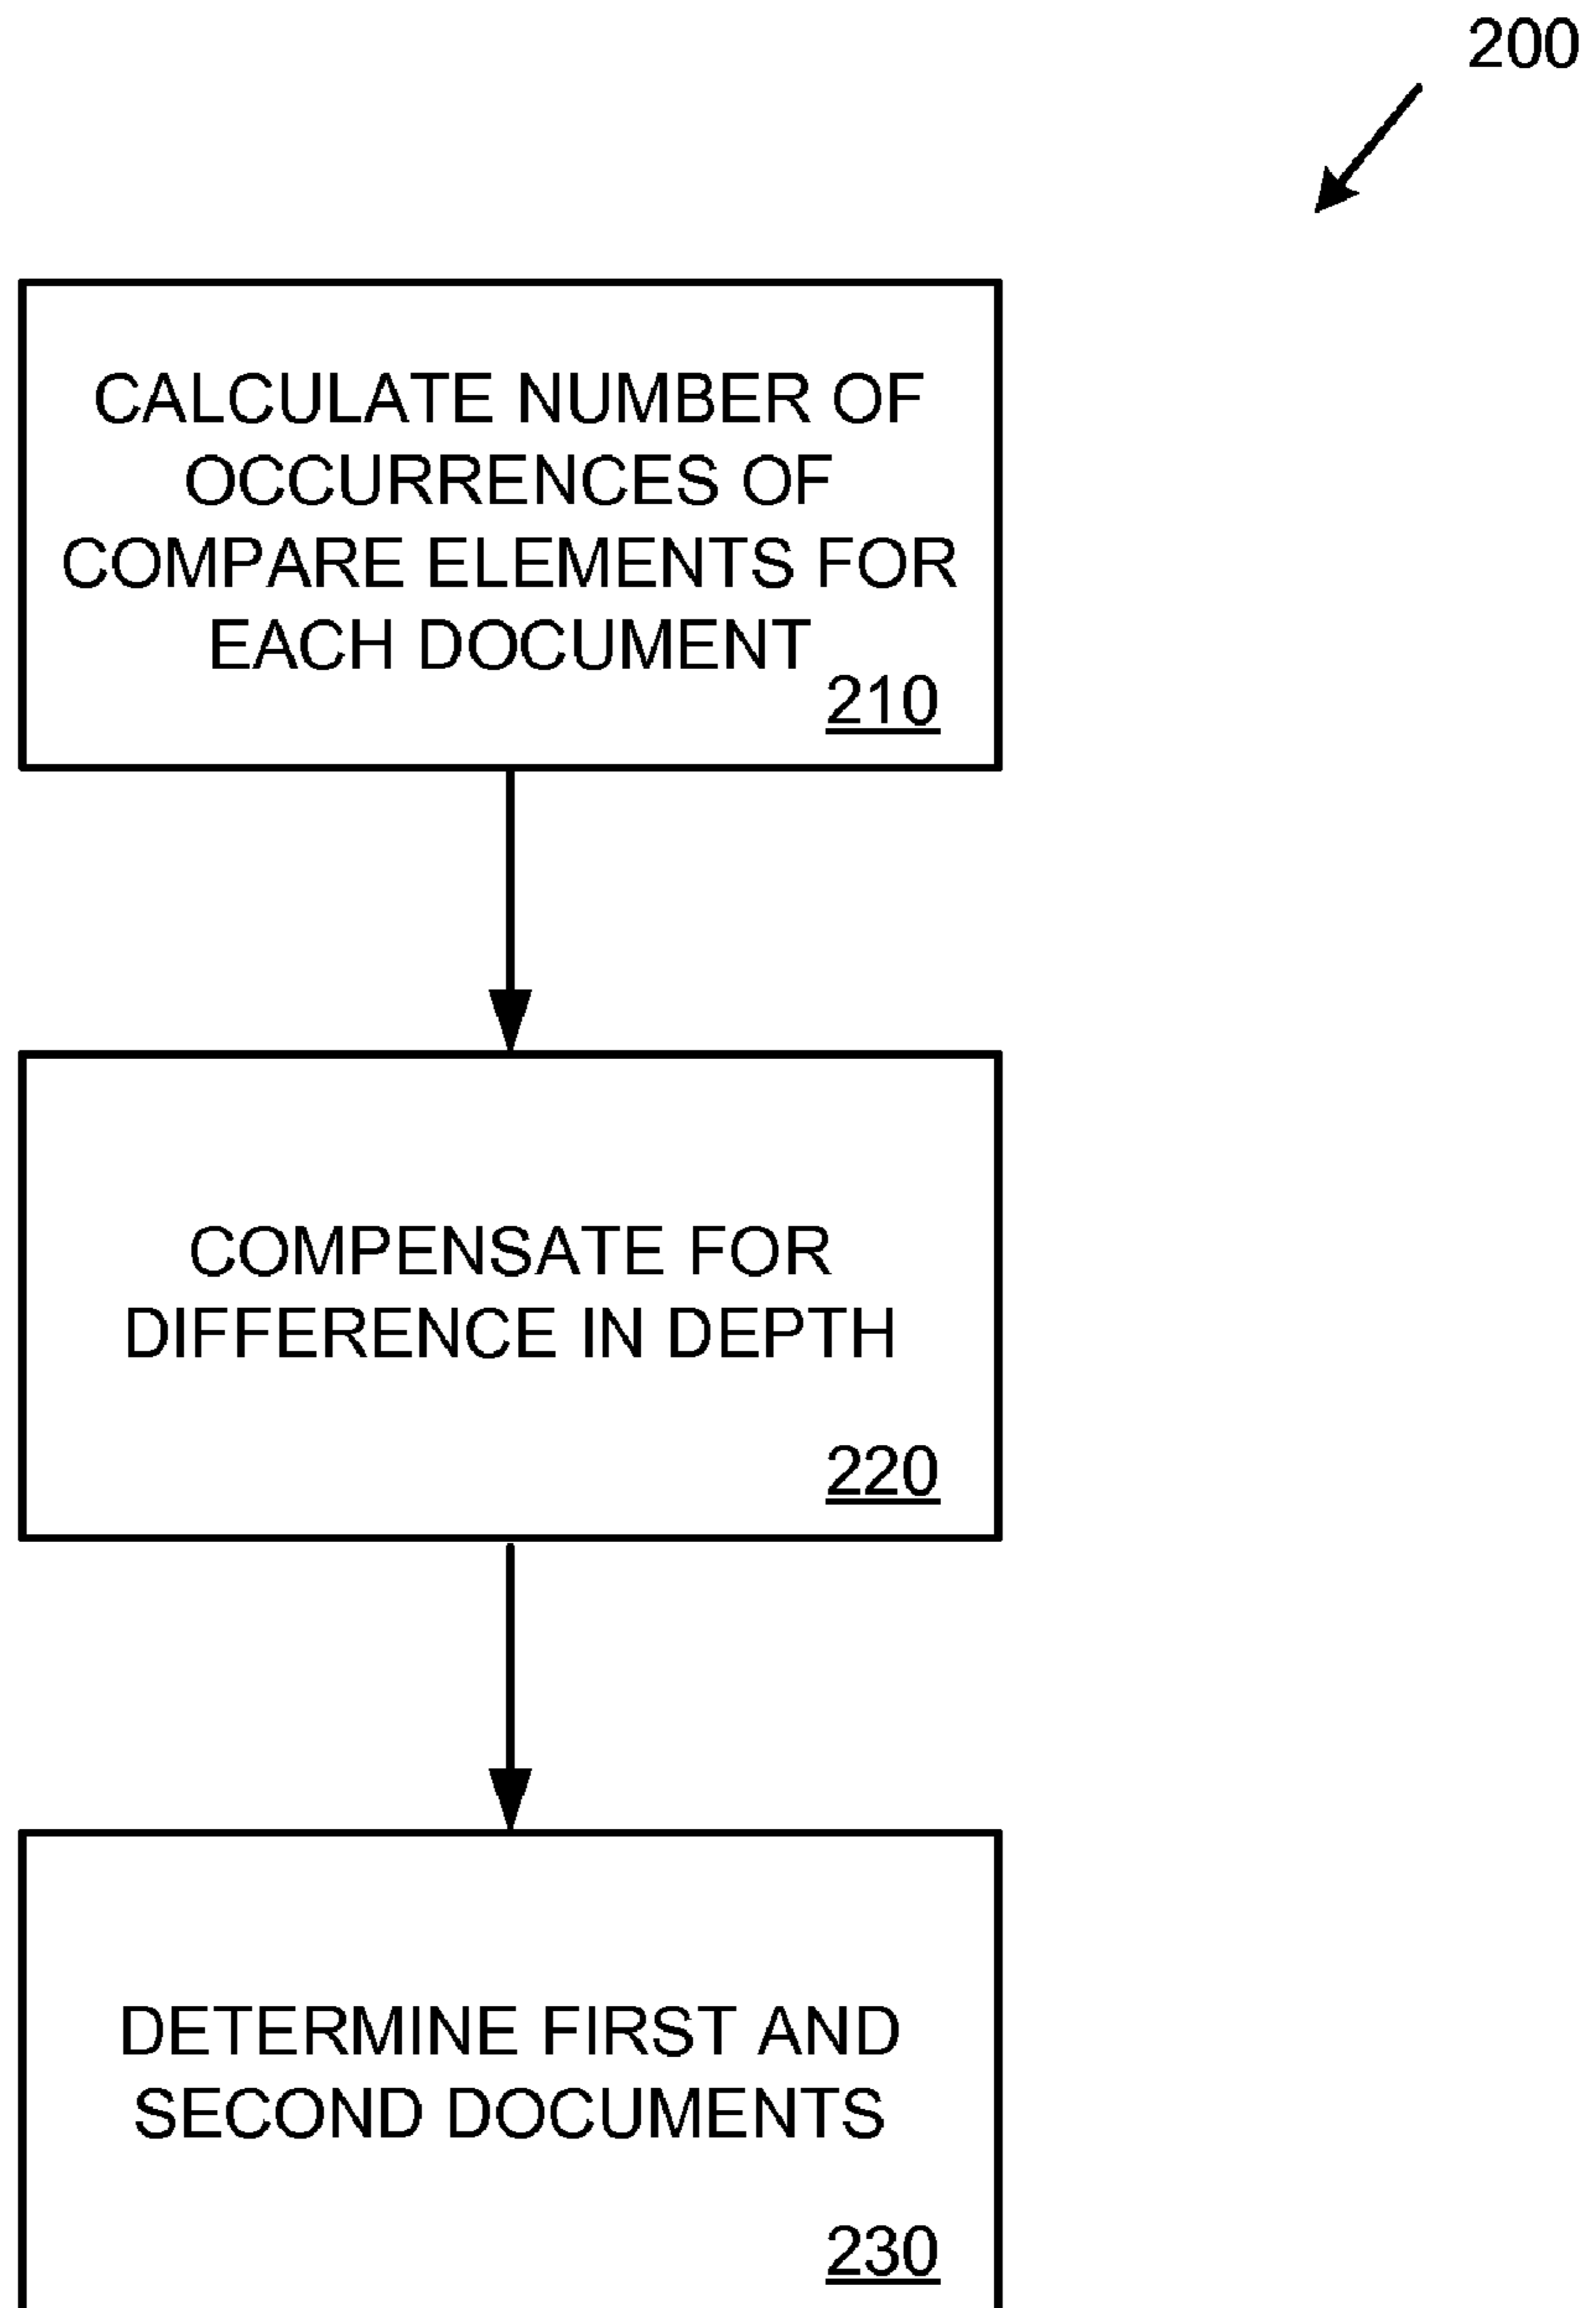 200
CALCULATE NUMBER OF
OCCURRENCES OF
COMPARE ELEMENTS FOR
EACH DOCUMENT
210
COMPENSATE FOR
DIFFERENCE IN DEPTH
220
DETERMINE FIRST AND
SECOND DOCUMENTS
230